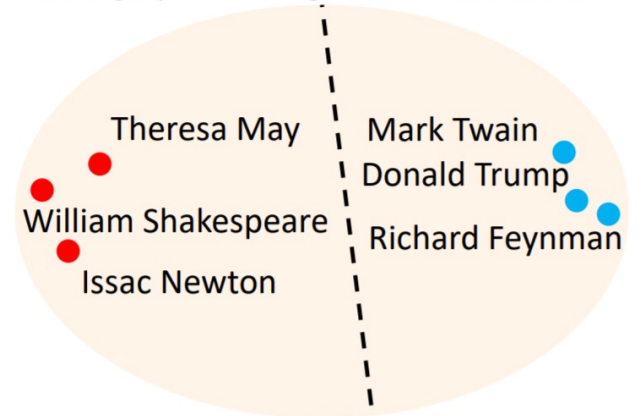 Theresa May
William Shakespeare
Issac Newton
Mark Twain
Donald Trump
Richard Feynman